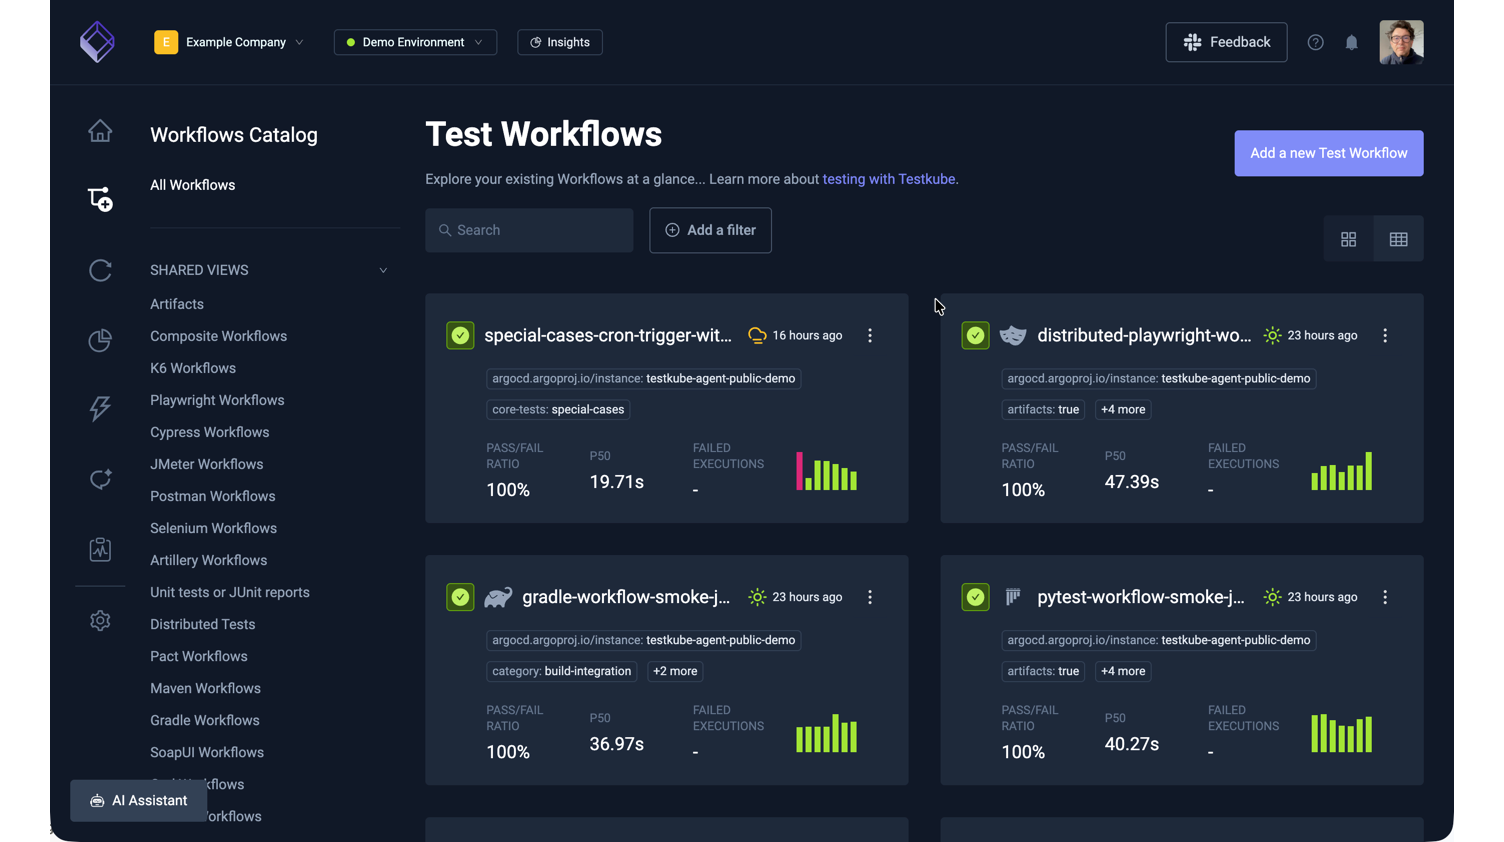 E Example Company
Demo Environment
Insights
Feedback
Workflows Catalog
All Workflows
SHARED VIEWS
Artifacts
Composite Workflows
K6 Workflows
Playwright Workflows
Cypress Workflows
JMeter Workflows
Postman Workflows
Selenium Workflows
Artillery Workflows
Unit tests or JUnit reports
Distributed Tests
Pact Workflows
Maven Workflows
Gradle Workflows
SoapUI Workflows
AI Assistant
Test Workflows
Add a new Test Workflow
Explore your existing Workflows at a glance... Learn more about testing with Testkube.
Search
Add a filter
special-cases-cron-trigger-wit... 16 hours ago
argocd.argoproj.io/instance: testkube-agent-public-demo
core-tests: special-cases
PASS/FAIL RATIO
100%
P50
19.71s
FAILED EXECUTIONS
-
distributed-playwright-wo... 23 hours ago
argocd.argoproj.io/instance: testkube-agent-public-demo
artifacts: true +4 more
PASS/FAIL RATIO
100%
P50
47.39s
FAILED EXECUTIONS
-
gradle-workflow-smoke-j... 23 hours ago
argocd.argoproj.io/instance: testkube-agent-public-demo
category: build-integration +2 more
PASS/FAIL RATIO
100%
P50
36.97s
FAILED EXECUTIONS
-
pytest-workflow-smoke-j... 23 hours ago
argocd.argoproj.io/instance: testkube-agent-public-demo
artifacts: true +4 more
PASS/FAIL RATIO
100%
P50
40.27s
FAILED EXECUTIONS
-